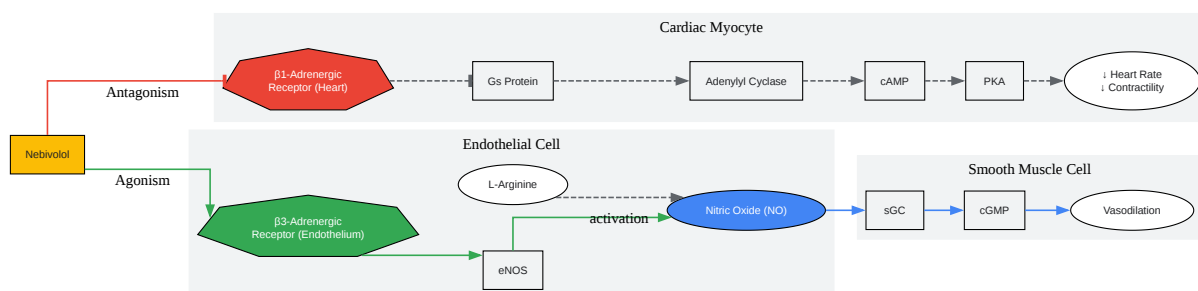 Cardiac Myocyte
β1-Adrenergic
Receptor (Heart)
Gs Protein
Adenylyl Cyclase
cAMP
PKA
↓ Heart Rate
↓ Contractility
Antagonism
Nebivolol
Agonism
Endothelial Cell
L-Arginine
β3-Adrenergic
Receptor (Endothelium)
activation
eNOS
Nitric Oxide (NO)
Smooth Muscle Cell
sGC
cGMP
Vasodilation